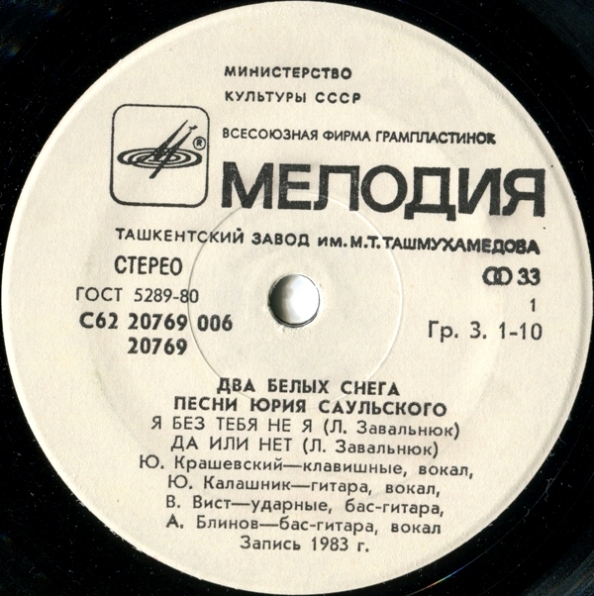 МИНИСТЕРСТВО
КУЛЬТУРЫ СССР
ВСЕСОЮЗНАЯ ФИРМА ГРАМПЛАСТИНОК
®
МЕЛОДИЯ
ТАШКЕНТСКИЙ ЗАВОД ИМ. М.Т. ТАШМУХАМЕДОВА
СТЕРЕО 33
ГОСТ 5289-80 1
С62 20769 006 Гр. 3. 1-10
20769
ДВА БЕЛЫХ СНЕГА
ПЕСНИ ЮРИЯ САУЛЬСКОГО
Я БЕЗ ТЕБЯ НЕ Я (Л. Завальнюк)
ДА ИЛИ НЕТ (Л. Завальнюк)
Ю. Крашевский—клавишные, вокал,
Ю. Калашник—гитара, вокал,
В. Вист—ударные, бас-гитара,
А. Блинов—бас-гитара, вокал
Запись 1983 г.